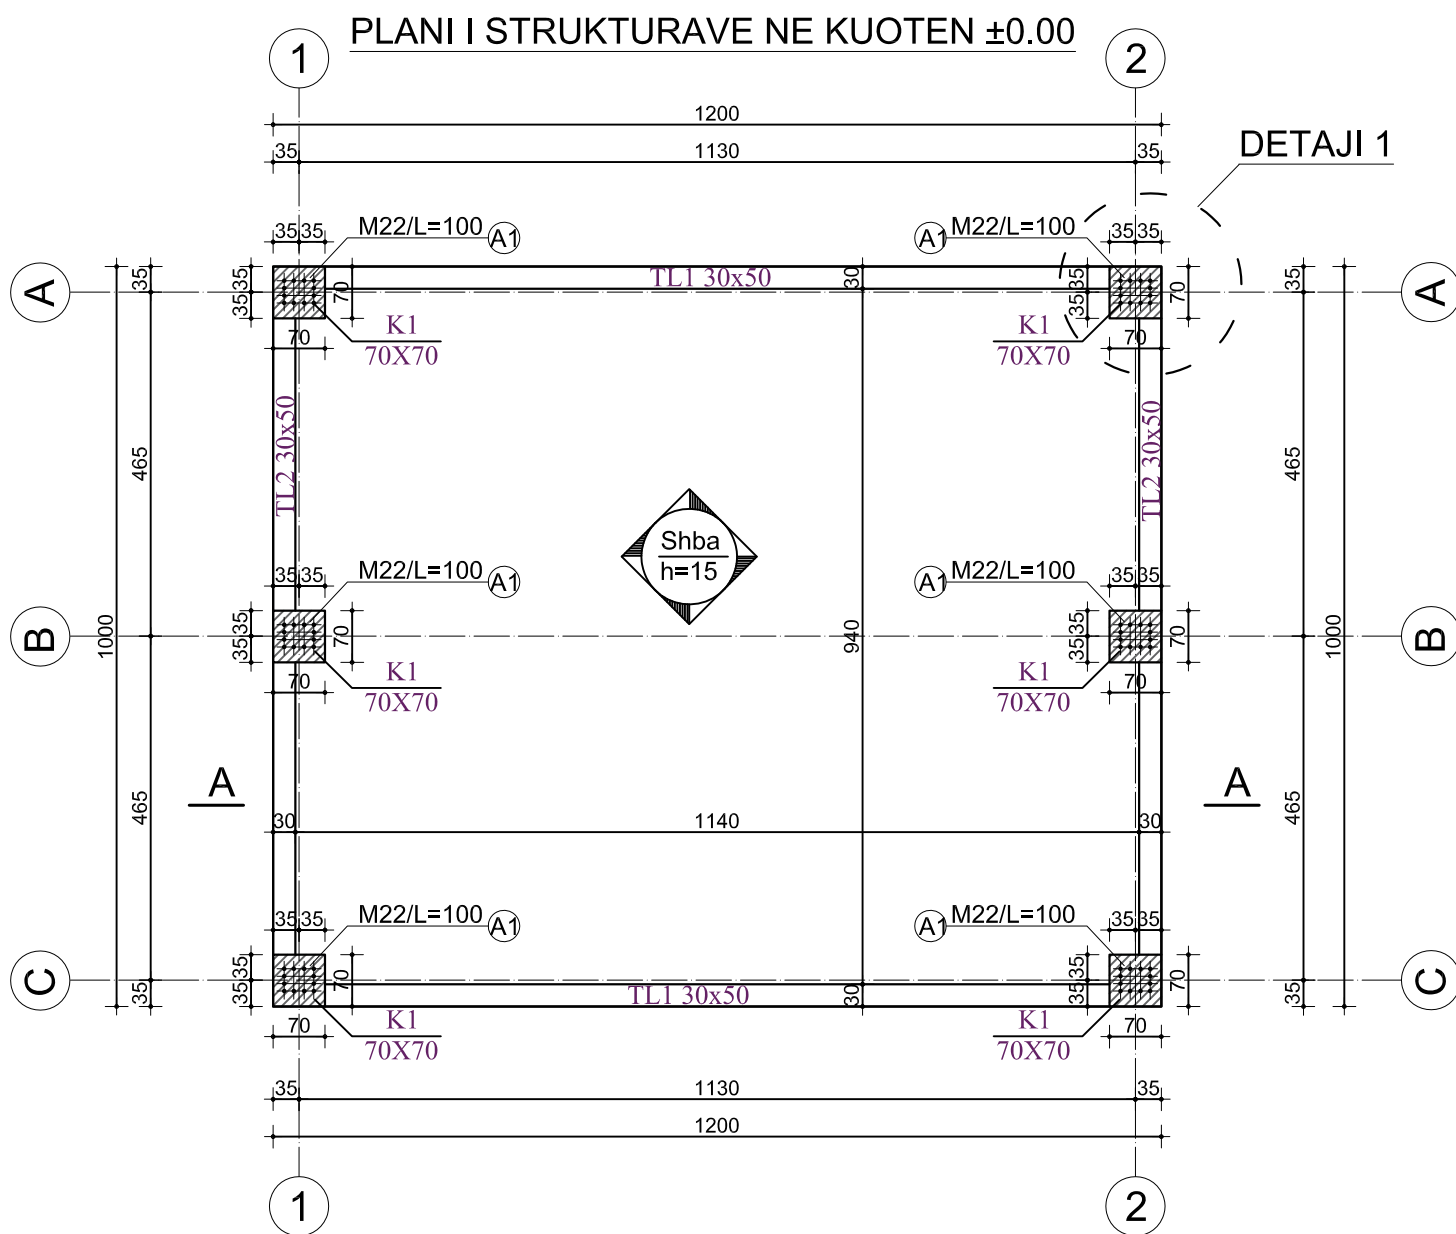 PLANI I STRUKTURAVE NE KUOTEN ±0.00
1
2
1200
35
1130
35
DETAJI 1
35
35
M22/L=100
A1
A1
M22/L=100
35
35
A
35
35
35
70
TL1 30x50
30
35
35
70
35
A
70
K1
70X70
K1
70X70
70
465
TL2 30x50
TL2 30x50
465
Shba
h=15
35
35
M22/L=100
A1
A1
M22/L=100
35
35
B
1000
35
35
70
940
35
35
70
1000
B
70
K1
70X70
K1
70X70
70
A
A
465
30
1140
30
465
35
35
M22/L=100
A1
A1
M22/L=100
35
35
C
35
35
35
70
TL1 30x50
30
35
35
70
35
C
70
K1
70X70
K1
70X70
70
35
1130
35
1200
1
2